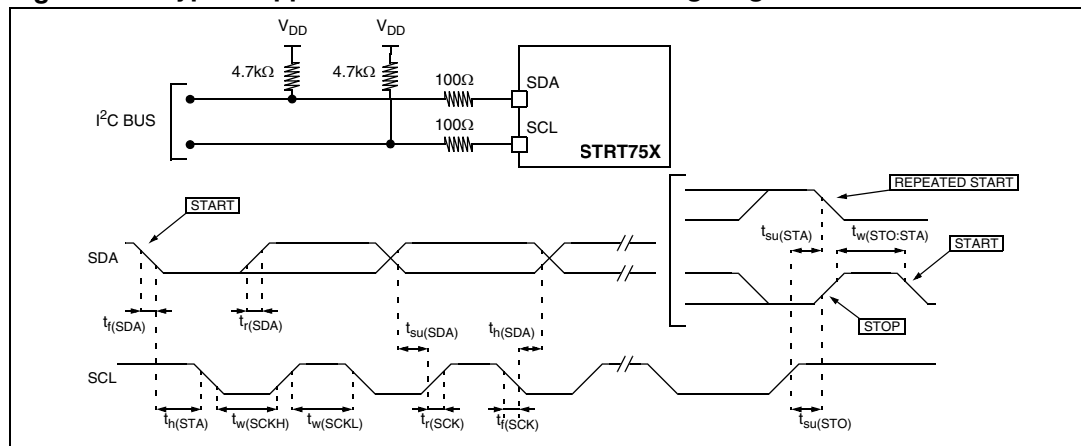 V_DD V_DD
4.7kΩ 4.7kΩ
100Ω
SDA
I²C BUS
100Ω
SCL
STRT75X
REPEATED START
START
t_su(STA) t_w(STO:STA)
START
SDA
t_f(SDA) t_r(SDA)
t_su(SDA) t_h(SDA)
STOP
SCL
t_h(STA) t_w(SCKH) t_w(SCKL) t_r(SCK) t_f(SCK)
t_su(STO)